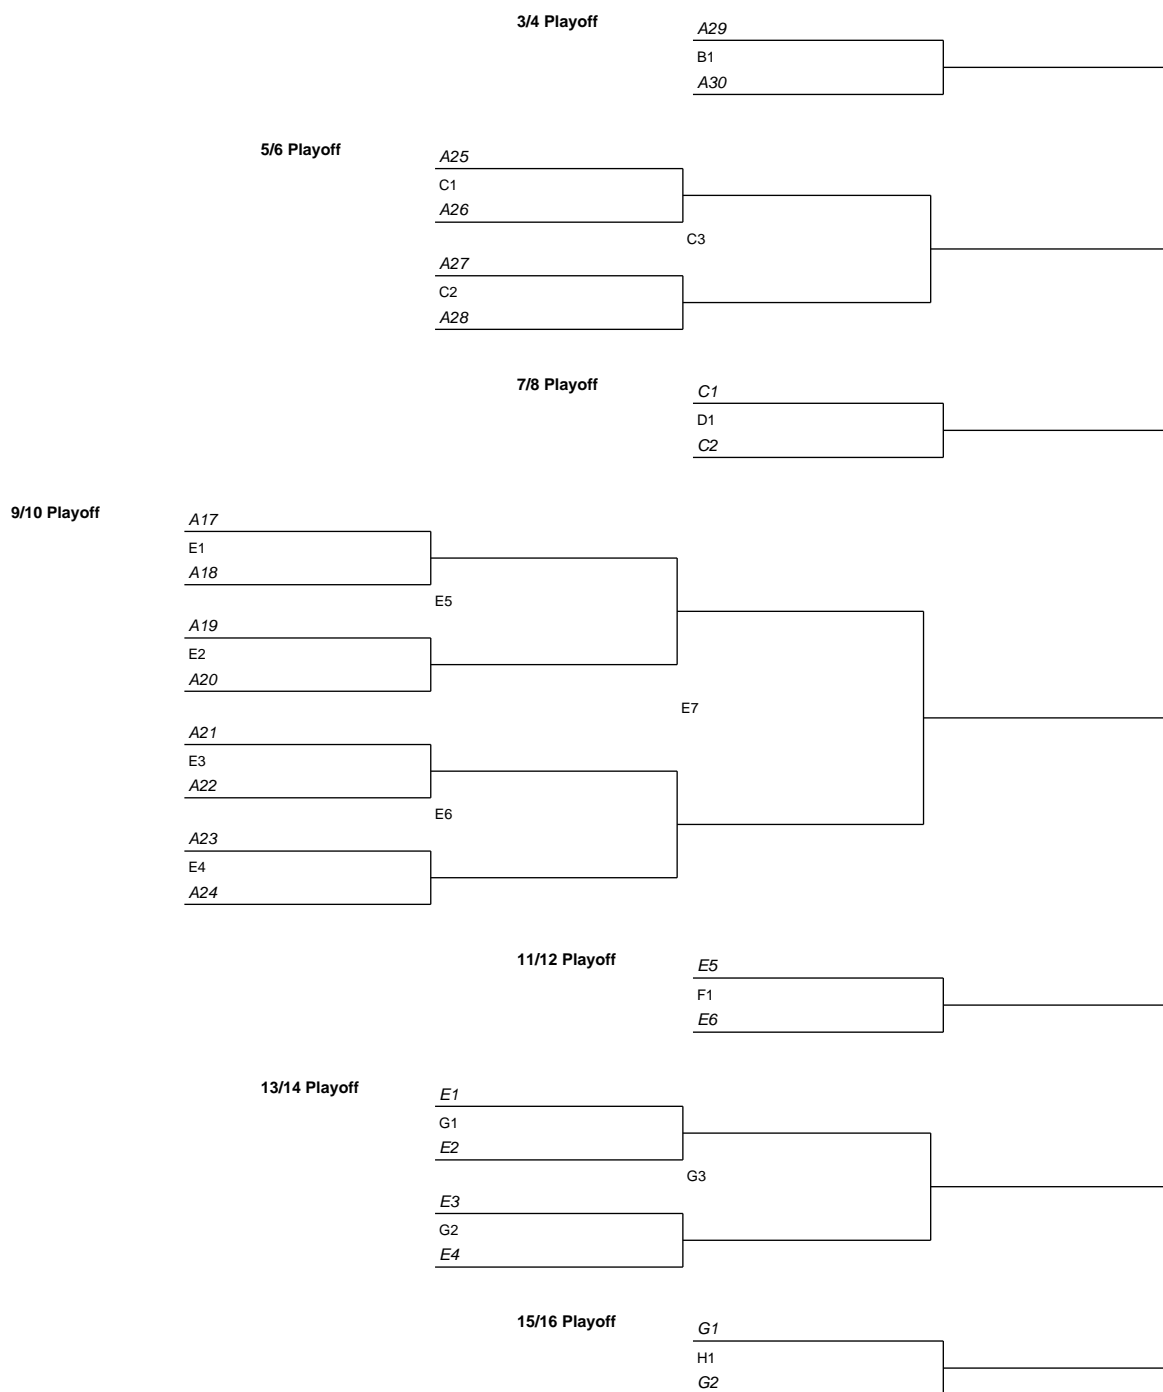 3/4 Playoff
A29
B1
A30
5/6 Playoff
A25
C1
A26
C3
A27
C2
A28
7/8 Playoff
C1
D1
C2
9/10 Playoff
A17
E1
A18
E5
A19
E2
A20
E7
A21
E3
A22
E6
A23
E4
A24
11/12 Playoff
E5
F1
E6
13/14 Playoff
E1
G1
E2
G3
E3
G2
E4
15/16 Playoff
G1
H1
G2